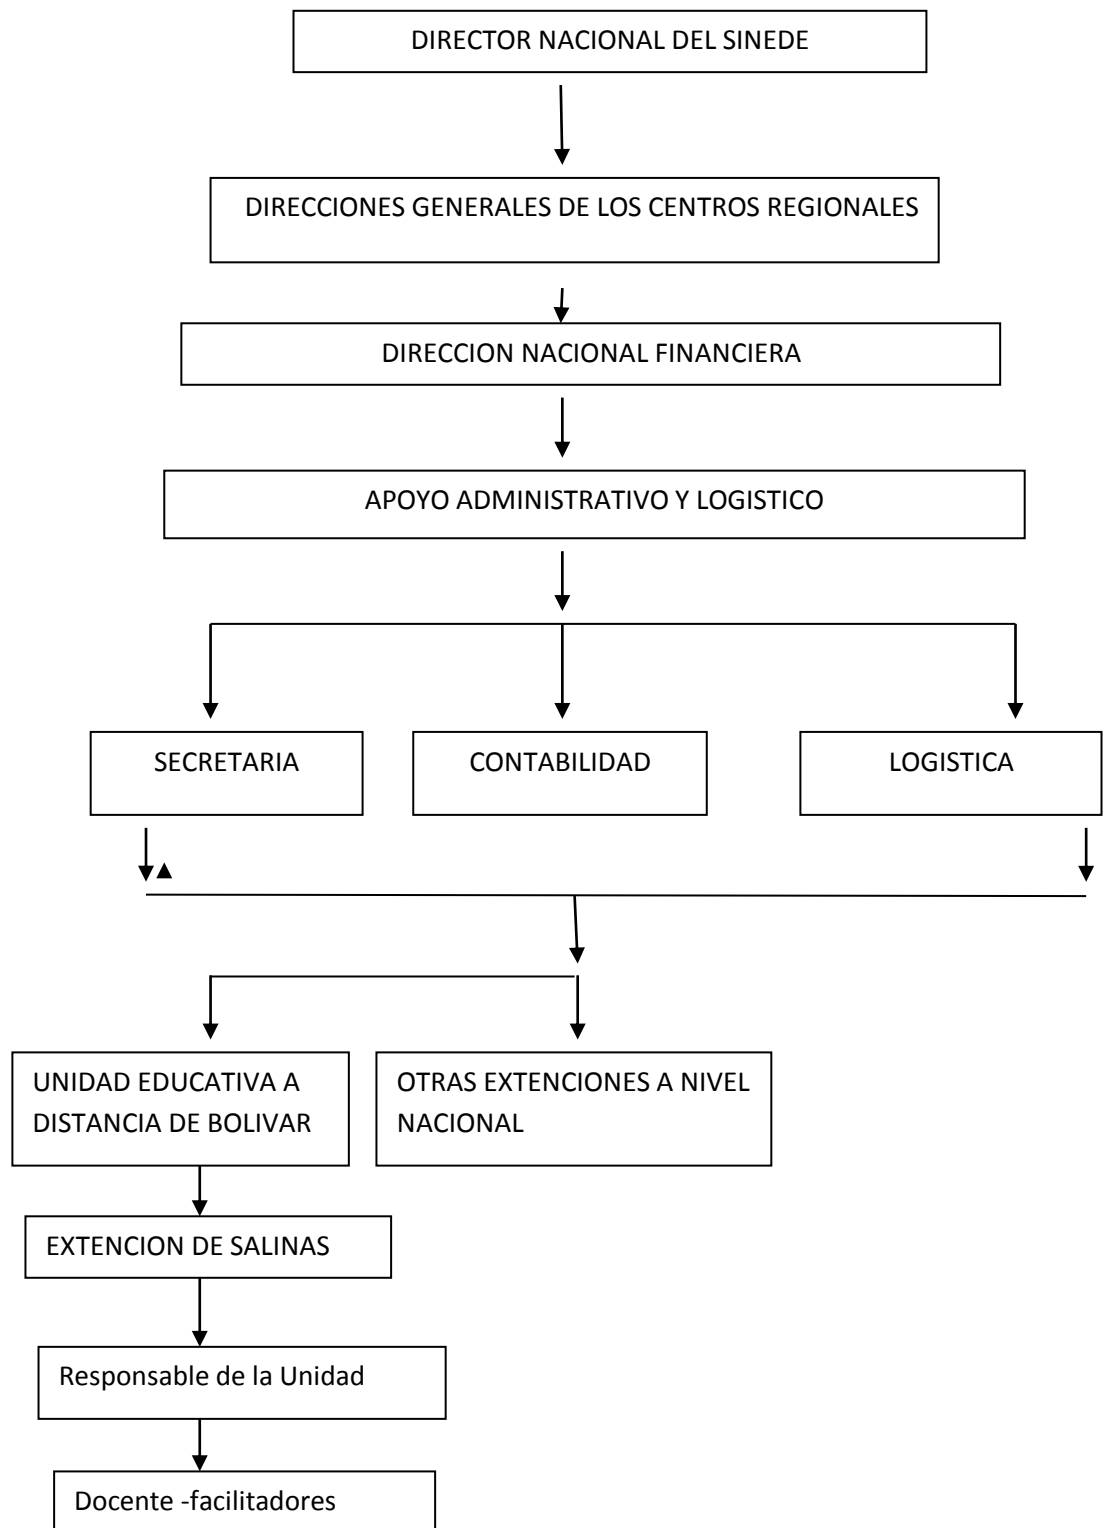 DIRECTOR NACIONAL DEL SINEDE
DIRECCIONES GENERALES DE LOS CENTROS REGIONALES
DIRECCION NACIONAL FINANCIERA
APOYO ADMINISTRATIVO Y LOGISTICO
SECRETARIA
CONTABILIDAD
LOGISTICA
UNIDAD EDUCATIVA A
DISTANCIA DE BOLIVAR
OTRAS EXTENCIONES A NIVEL
NACIONAL
EXTENCION DE SALINAS
Responsable de la Unidad
Docente -facilitadores